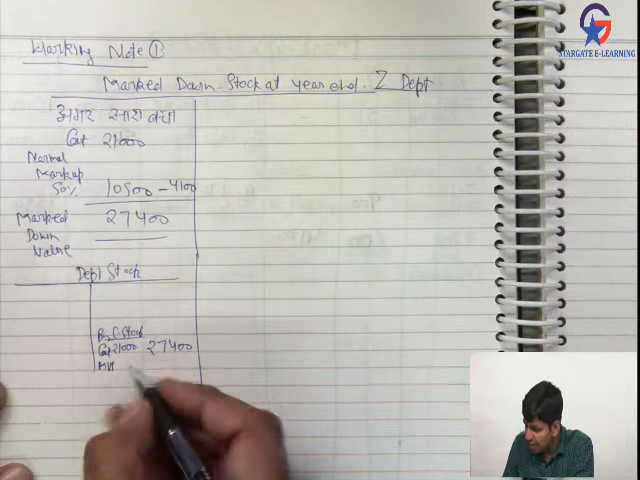 Working Note ①
Marked Down Stock at year end. Z Dept
अगर सारा बचा
Cost 21000
Normal
Markup
50%
10500 - 4100
Marked
Down
Value
27400
Dept Stock
By C. Stock
Cost 21000 27400
MU
STARGATE E-LEARNING